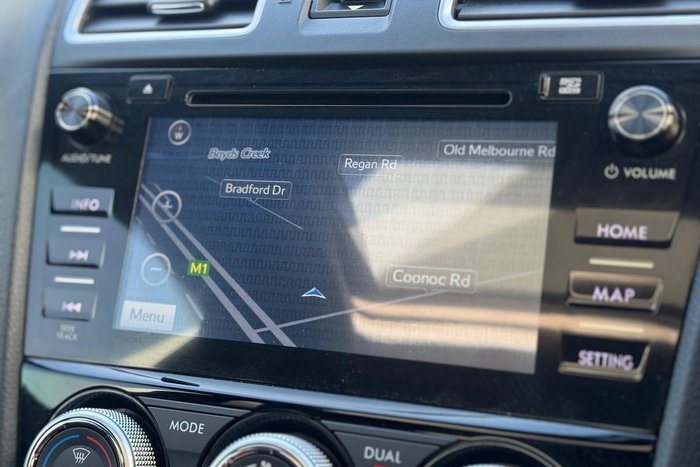 AUDIO/TUNE
INFO
SEEK
TRACK
Boyds Creek
Regan Rd
Old Melbourne Rd
Bradford Dr
M1
Coonoc Rd
Menu
VOLUME
HOME
MAP
SETTING
MODE
DUAL